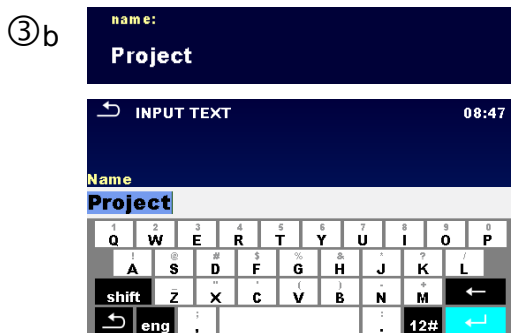 ③b
name:
Project
INPUT TEXT 08:47
Name
Project
1 2 3 4 5 6 7 8 9 0
Q W E R T Y U I O P
! @ # $ % & * ? /
A S D F G H J K L
shift Z X C V B N M ←
eng 12#